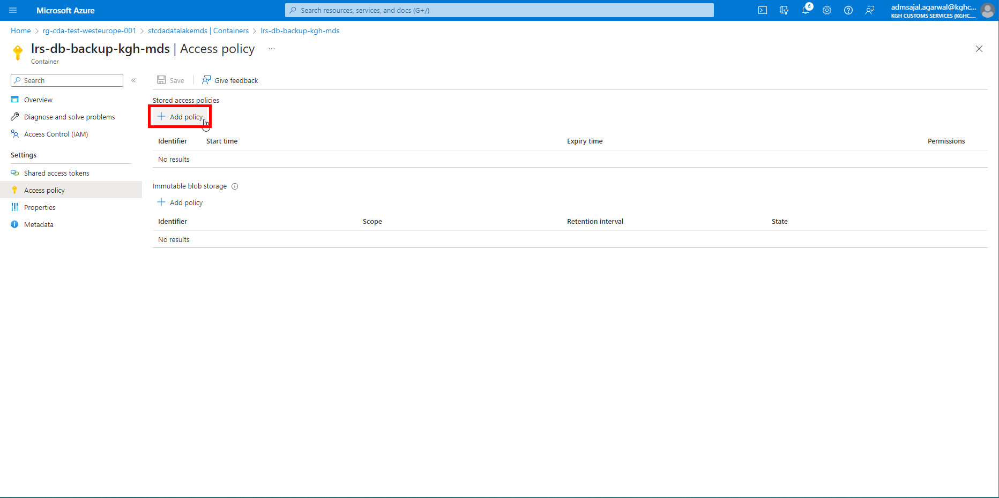 Microsoft Azure
Search resources, services, and docs (G+/)
6
admsajal.agarwal@kghc...
KGH CUSTOMS SERVICES (KGHC....
Home > rg-cda-test-westeurope-001 > stcdadatalakemds | Containers > lrs-db-backup-kgh-mds
lrs-db-backup-kgh-mds | Access policy ...
Container
Search «
Save
Give feedback
Overview
Diagnose and solve problems
Access Control (IAM)
Settings
Shared access tokens
Access policy
Properties
Metadata
Stored access policies
+ Add policy
Identifier Start time Expiry time Permissions
No results
Immutable blob storage
+ Add policy
Identifier Scope Retention interval State
No results